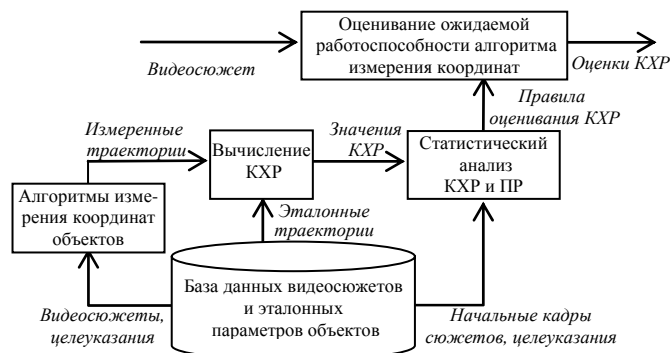 Оценивание ожидаемой
работоспособности алгоритма
измерения координат
Видеосюжет
Оценки КХР
Правила
оценивания КХР
Измеренные
траектории
Значения
КХР
Вычисление
КХР
Статистический
анализ
КХР и ПР
Алгоритмы изме-
рения координат
объектов
Эталонные
траектории
База данных видеосюжетов
и эталонных
параметров объектов
Видеосюжеты,
целеуказания
Начальные кадры
сюжетов, целеуказания